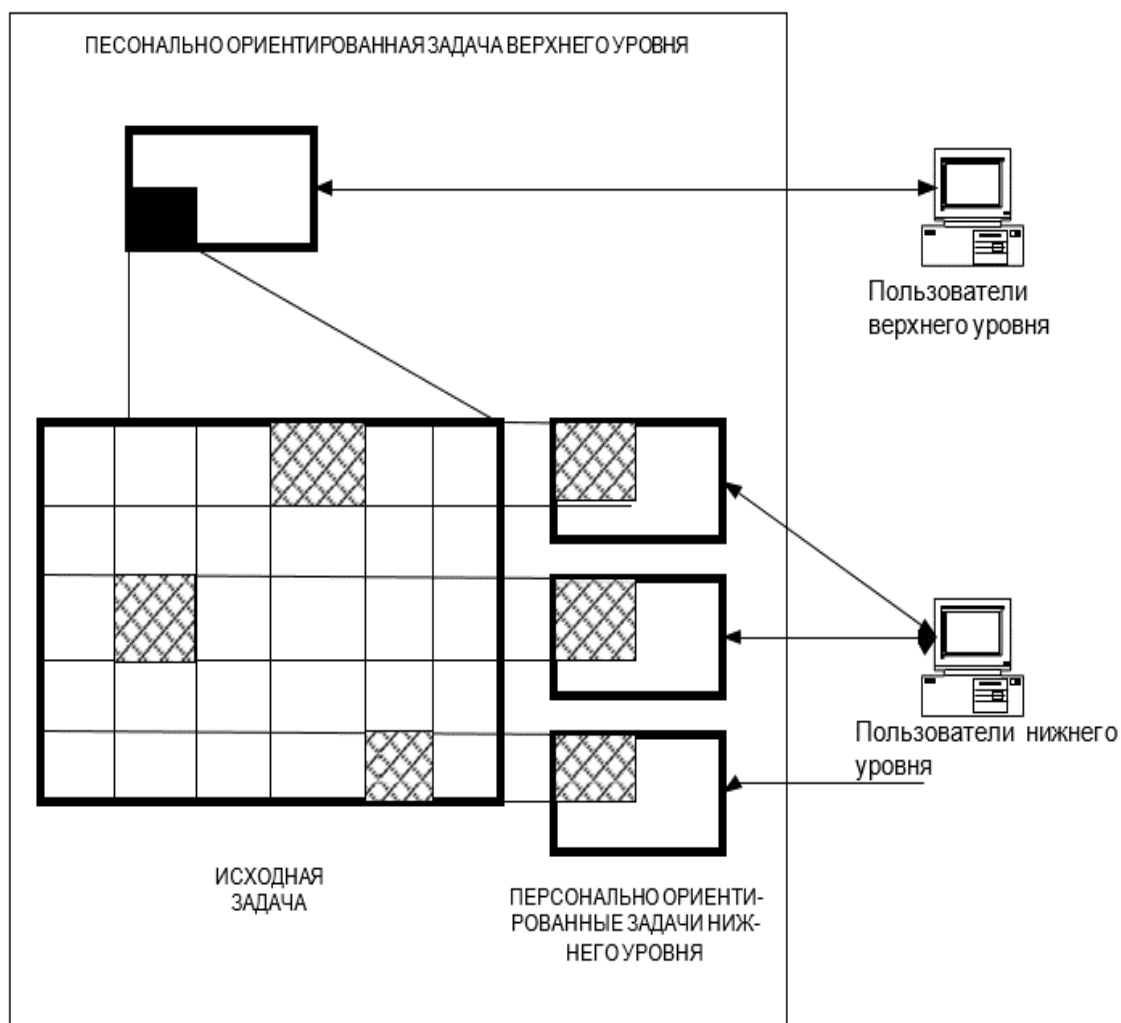 ПЕСОНАЛЬНО ОРИЕНТИРОВАННАЯ ЗАДАЧА ВЕРХНЕГО УРОВНЯ
Пользователи
верхнего уровня
Пользователи нижнего
уровня
ИСХОДНАЯ
ЗАДАЧА
ПЕРСОНАЛЬНО ОРИЕНТИ-
РОВАННЫЕ ЗАДАЧИ НИЖ-
НЕГО УРОВНЯ